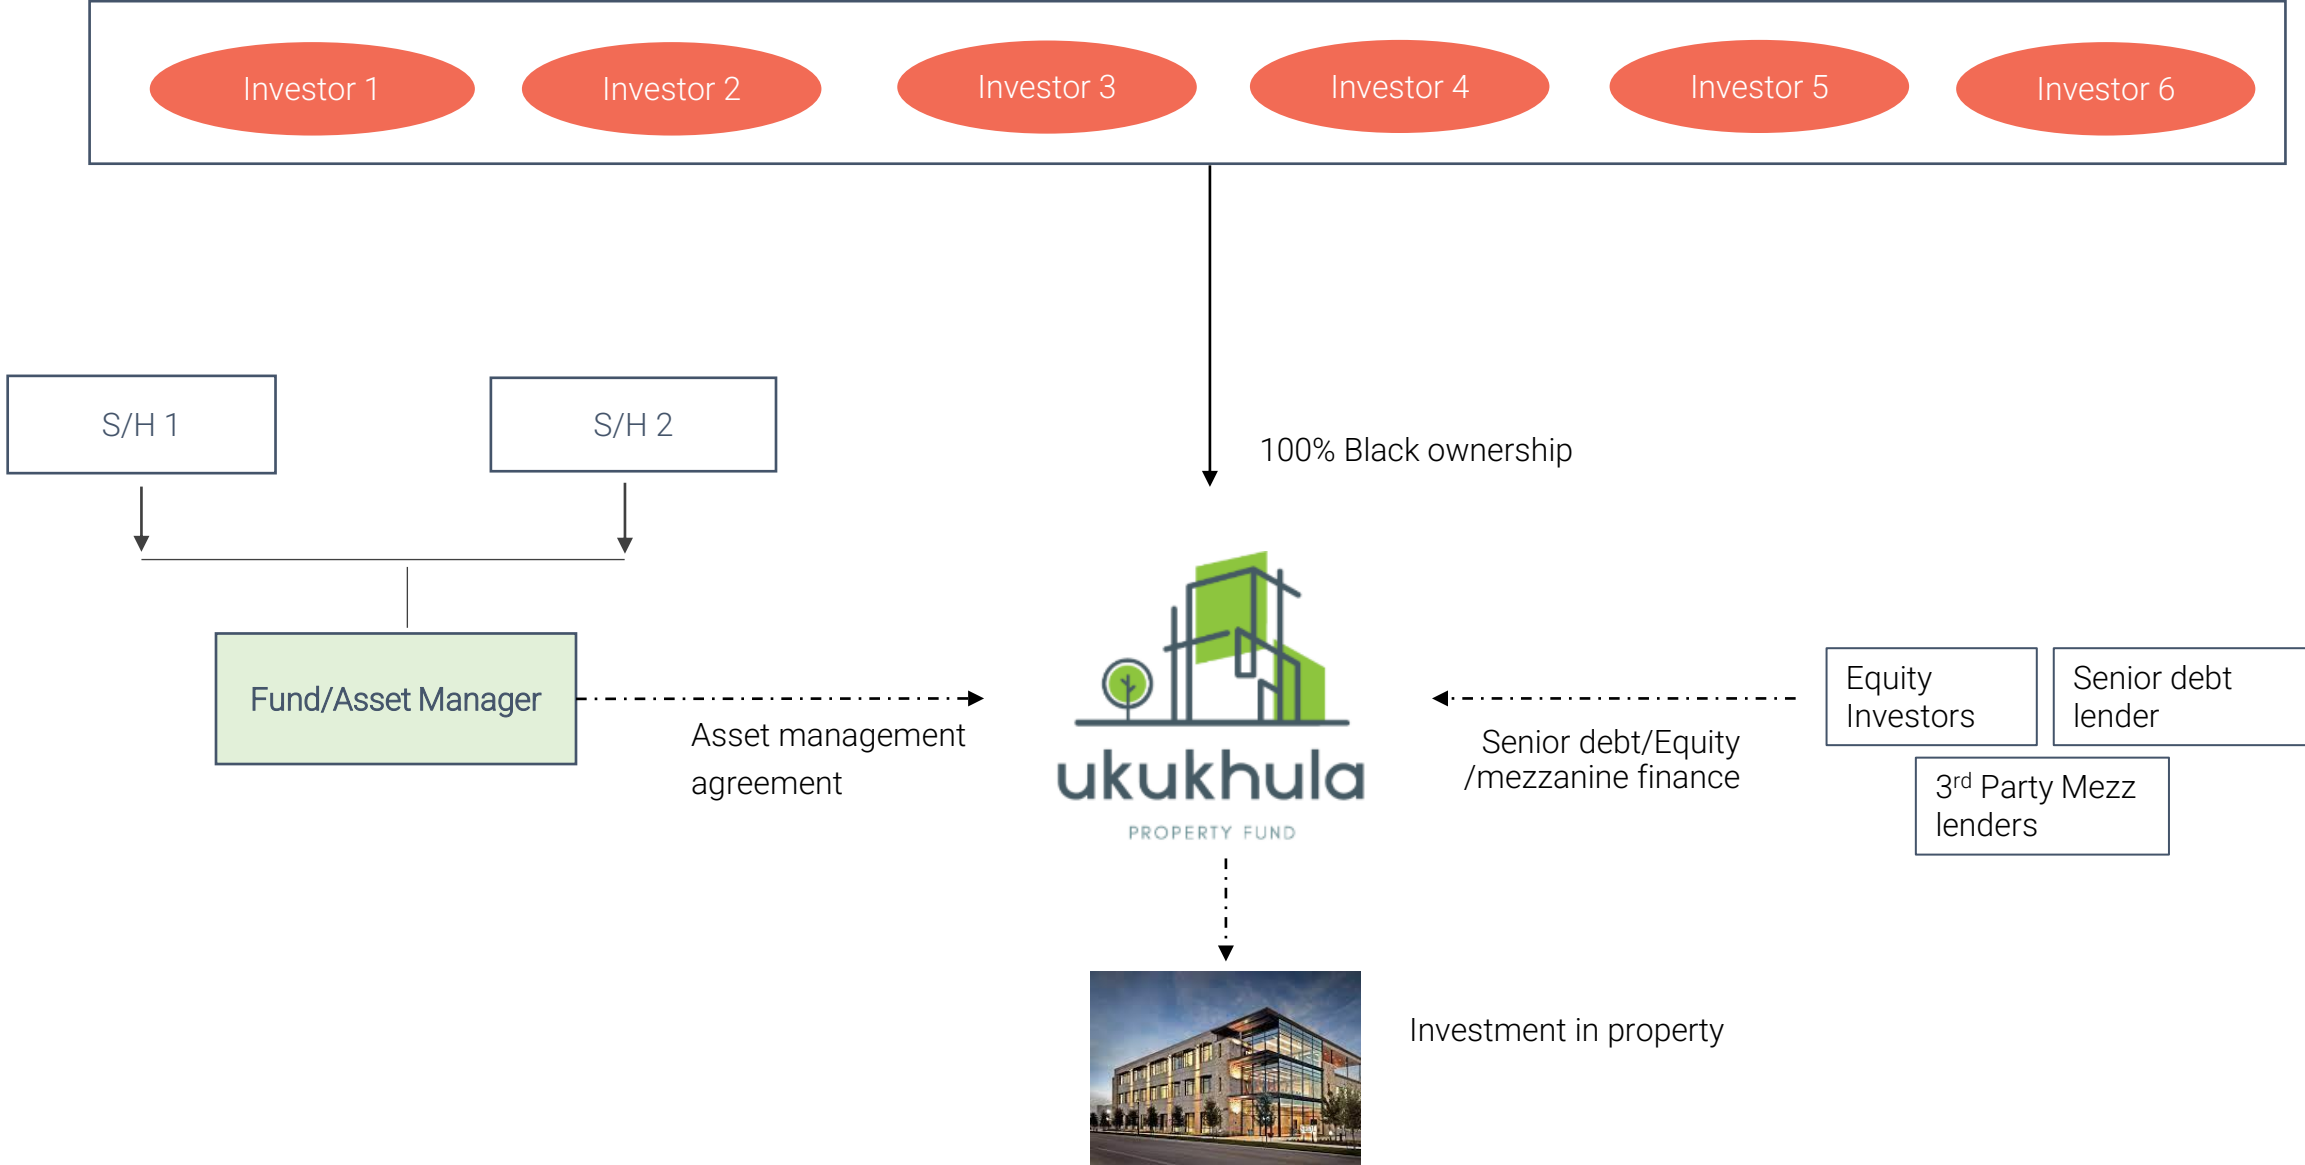 Investor 1
Investor 2
Investor 3
Investor 4
Investor 5
Investor 6
S/H 1
S/H 2
100% Black ownership
Fund/Asset Manager
Asset management
agreement
ukukhula
PROPERTY FUND
Senior debt/Equity
/mezzanine finance
Equity
Investors
Senior debt
lender
3rd Party Mezz
lenders
Investment in property